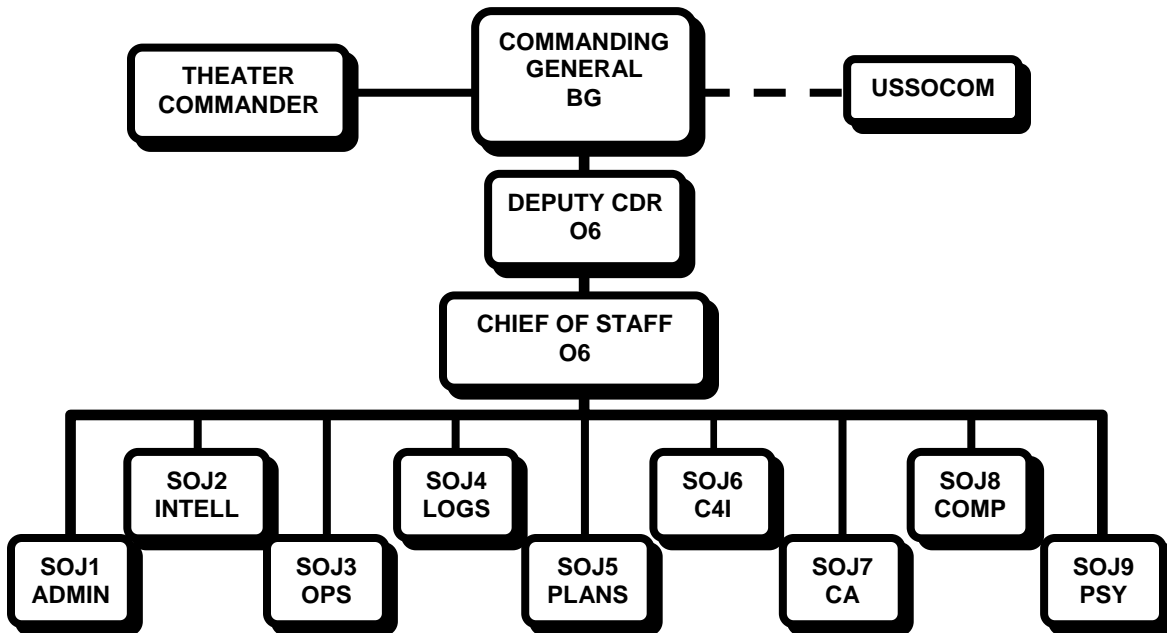 THEATER
COMMANDER
COMMANDING
GENERAL
BG
USSOCOM
DEPUTY CDR
O6
CHIEF OF STAFF
O6
SOJ1
ADMIN
SOJ2
INTELL
SOJ3
OPS
SOJ4
LOGS
SOJ5
PLANS
SOJ6
C4I
SOJ7
CA
SOJ8
COMP
SOJ9
PSY